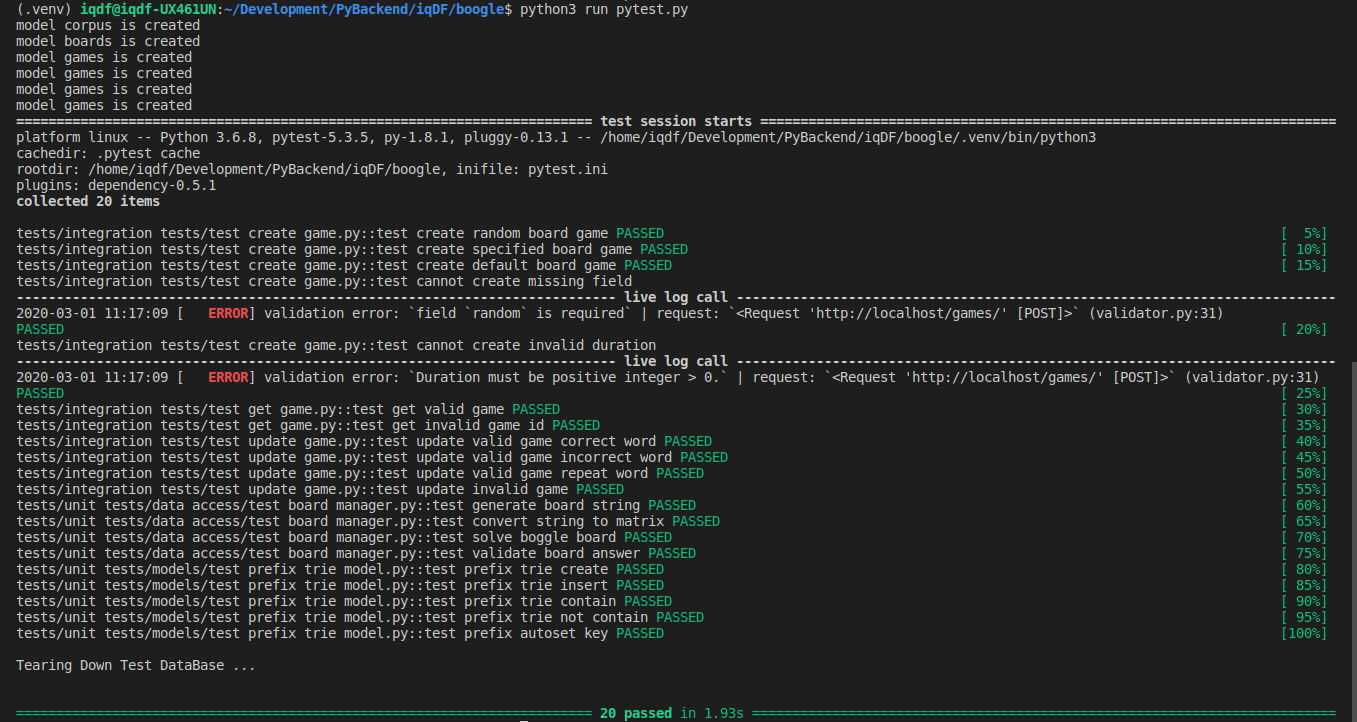 (.venv) iqdf@iqdf-UX461UN:~/Development/PyBackend/iqDF/boogle$ python3 run pytest.py
model corpus is created
model boards is created
model games is created
model games is created
model games is created
model games is created
======================================================================== test session starts ========================================================================
platform linux -- Python 3.6.8, pytest-5.3.5, py-1.8.1, pluggy-0.13.1 -- /home/iqdf/Development/PyBackend/iqDF/boogle/.venv/bin/python3
cachedir: .pytest cache
rootdir: /home/iqdf/Development/PyBackend/iqDF/boogle, inifile: pytest.ini
plugins: dependency-0.5.1
collected 20 items
tests/integration tests/test create game.py::test create random board game PASSED [  5%]
tests/integration tests/test create game.py::test create specified board game PASSED [ 10%]
tests/integration tests/test create game.py::test create default board game PASSED [ 15%]
tests/integration tests/test create game.py::test cannot create missing field
--------------------------------------------------------------------------- live log call ---------------------------------------------------------------------------
2020-03-01 11:17:09 [   ERROR] validation error: `field `random` is required` | request: `<Request 'http://localhost/games/' [POST]>` (validator.py:31)
PASSED [ 20%]
tests/integration tests/test create game.py::test cannot create invalid duration
--------------------------------------------------------------------------- live log call ---------------------------------------------------------------------------
2020-03-01 11:17:09 [   ERROR] validation error: `Duration must be positive integer > 0.` | request: `<Request 'http://localhost/games/' [POST]>` (validator.py:31)
PASSED [ 25%]
tests/integration tests/test get game.py::test get valid game PASSED [ 30%]
tests/integration tests/test get game.py::test get invalid game id PASSED [ 35%]
tests/integration tests/test update game.py::test update valid game correct word PASSED [ 40%]
tests/integration tests/test update game.py::test update valid game incorrect word PASSED [ 45%]
tests/integration tests/test update game.py::test update valid game repeat word PASSED [ 50%]
tests/integration tests/test update game.py::test update invalid game PASSED [ 55%]
tests/unit tests/data access/test board manager.py::test generate board string PASSED [ 60%]
tests/unit tests/data access/test board manager.py::test convert string to matrix PASSED [ 65%]
tests/unit tests/data access/test board manager.py::test solve boggle board PASSED [ 70%]
tests/unit tests/data access/test board manager.py::test validate board answer PASSED [ 75%]
tests/unit tests/models/test prefix trie model.py::test prefix trie create PASSED [ 80%]
tests/unit tests/models/test prefix trie model.py::test prefix trie insert PASSED [ 85%]
tests/unit tests/models/test prefix trie model.py::test prefix trie contain PASSED [ 90%]
tests/unit tests/models/test prefix trie model.py::test prefix trie not contain PASSED [ 95%]
tests/unit tests/models/test prefix trie model.py::test prefix autoset key PASSED [100%]
Tearing Down Test DataBase ...
======================================================================== 20 passed in 1.93s =========================================================================